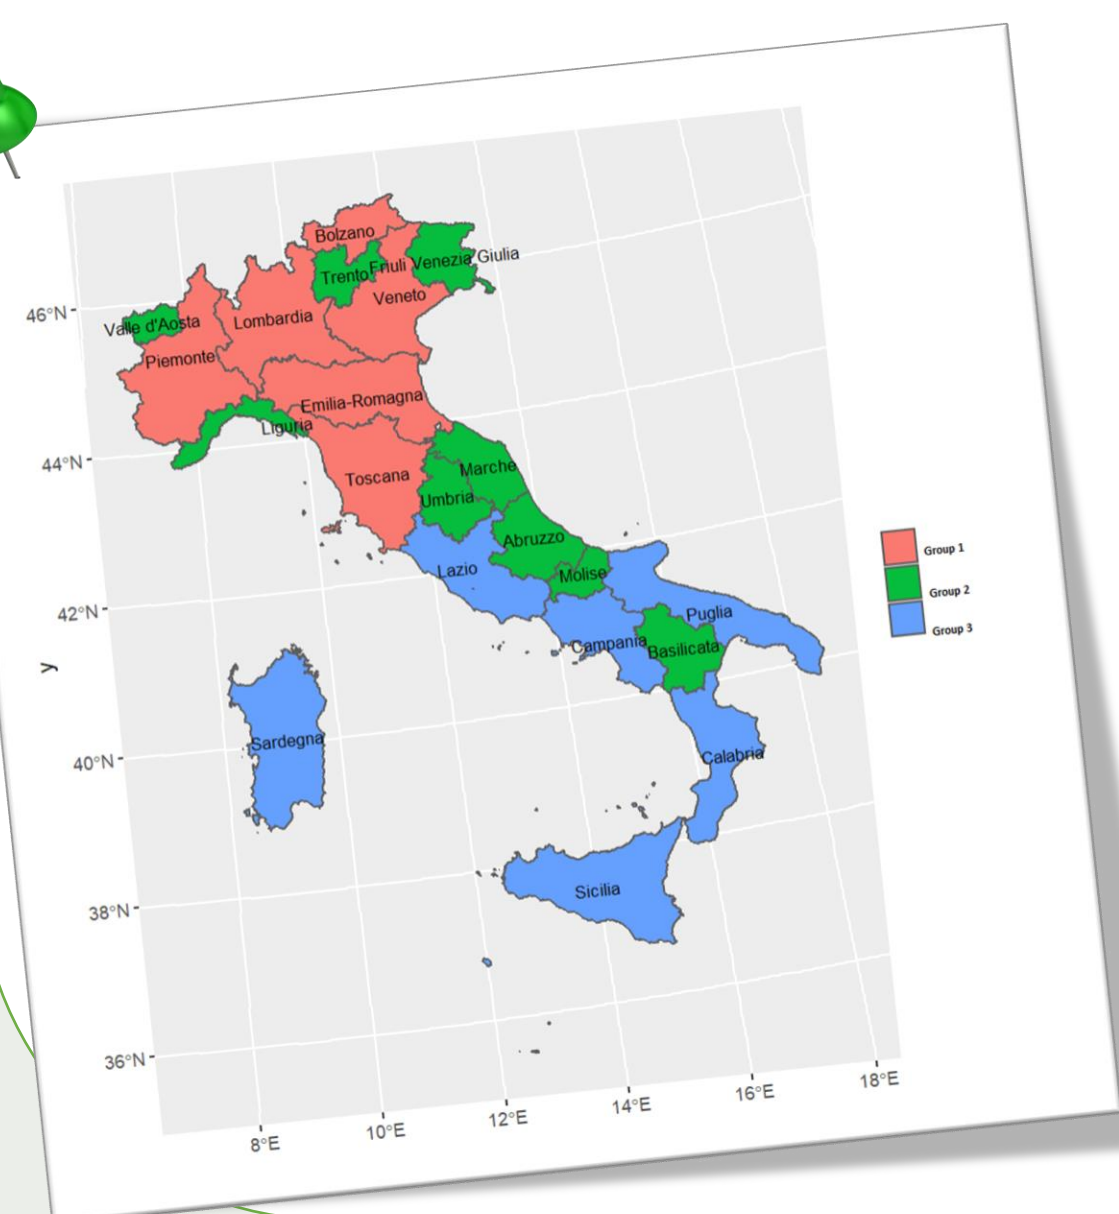 Bolzano
Friuli Venezia Giulia
Trento
Veneto
Valle d'Aosta
Lombardia
Piemonte
Emilia-Romagna
Liguria
Toscana
Marche
Umbria
Abruzzo
Lazio
Molise
Puglia
Campania
Basilicata
Sardegna
Calabria
Sicilia
46°N
44°N
42°N
40°N
38°N
36°N
y
8°E
10°E
12°E
14°E
16°E
18°E
Group 1
Group 2
Group 3